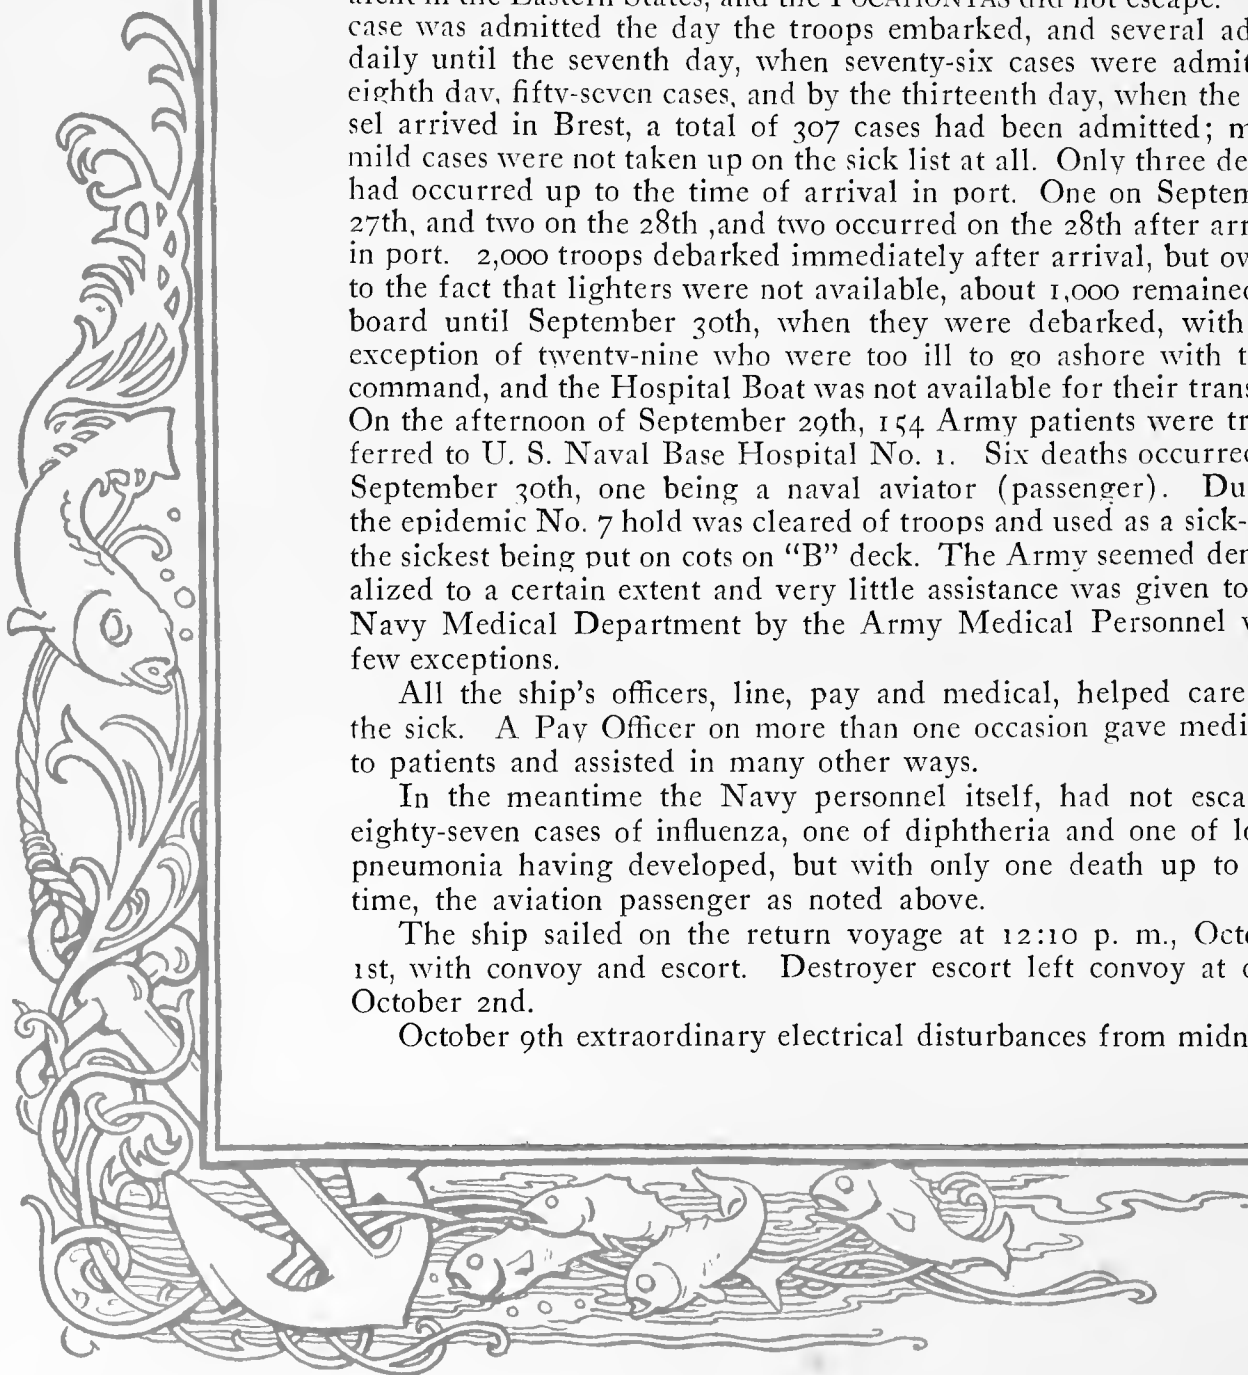 in the Eastern States, and the POCAHONTAS did not escape.
case was admitted the day the troops embarked, and several ad
daily until the seventh day, when seventy-six cases were admit
eighth day, fifty-seven cases, and by the thirteenth day, when the
sel arrived in Brest, a total of 307 cases had been admitted; m
mild cases were not taken up on the sick list at all. Only three de
had occurred up to the time of arrival in port. One on Septem
27th, and two on the 28th ,and two occurred on the 28th after arr
in port. 2,000 troops debarked immediately after arrival, but ow
to the fact that lighters were not available, about 1,000 remained
board until September 30th, when they were debarked, with
exception of twenty-nine who were too ill to go ashore with t
command, and the Hospital Boat was not available for their trans
On the afternoon of September 29th, 154 Army patients were tr
ferred to U. S. Naval Base Hospital No. 1. Six deaths occurred
September 30th, one being a naval aviator (passenger). Du
the epidemic No. 7 hold was cleared of troops and used as a sick-
the sickest being put on cots on “B” deck. The Army seemed dem
alized to a certain extent and very little assistance was given to
Navy Medical Department by the Army Medical Personnel w
few exceptions.
All the ship's officers, line, pay and medical, helped care
the sick. A Pay Officer on more than one occasion gave medi
to patients and assisted in many other ways.
In the meantime the Navy personnel itself, had not esca
eighty-seven cases of influenza, one of diphtheria and one of lo
pneumonia having developed, but with only one death up to
time, the aviation passenger as noted above.
The ship sailed on the return voyage at 12:10 p. m., Octo
1st, with convoy and escort. Destroyer escort left convoy at d
October 2nd.
October 9th extraordinary electrical disturbances from midn